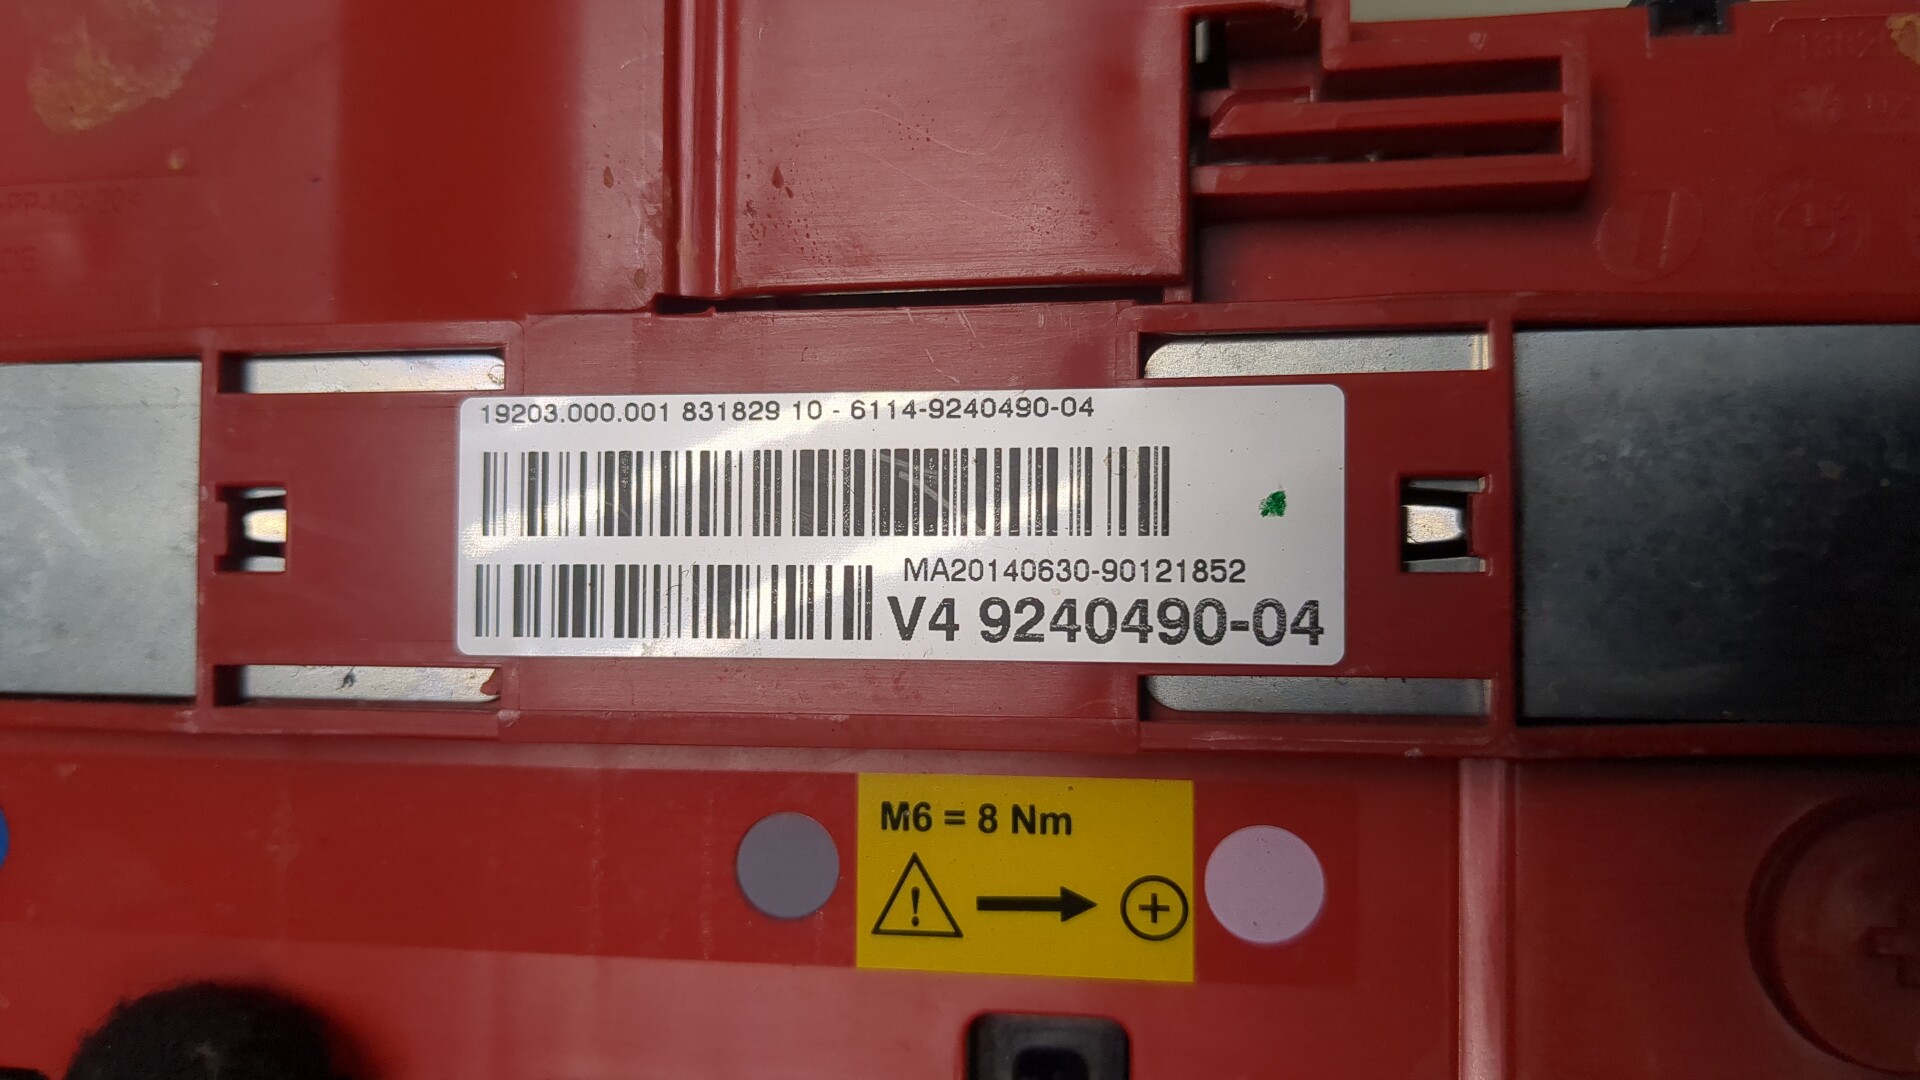 19203.000.001 831829 10 - 6114-9240490-04
MA20140630-90121852
V4 9240490-04
M6 = 8 Nm